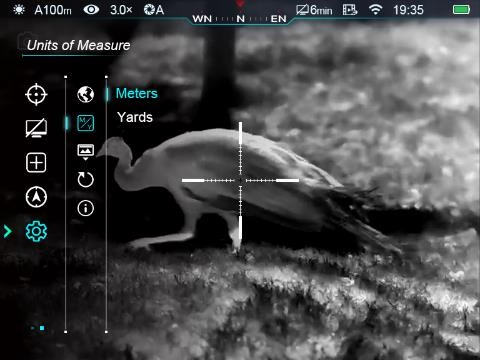 A100m 3.0× A 6min 19:35
WN N EN
Units of Measure
Meters
M/Y Yards